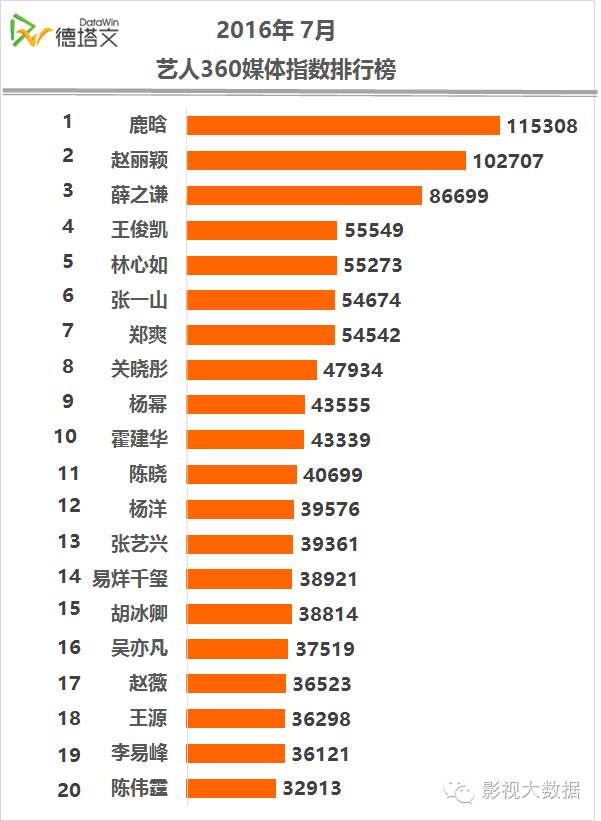 DataWin
德塔文
2016年 7月
艺人360媒体指数排行榜
1 鹿晗 115308
2 赵丽颖 102707
3 薛之谦 86699
4 王俊凯 55549
5 林心如 55273
6 张一山 54674
7 郑爽 54542
8 关晓彤 47934
9 杨幂 43555
10 霍建华 43339
11 陈晓 40699
12 杨洋 39576
13 张艺兴 39361
14 易烊千玺 38921
15 胡冰卿 38814
16 吴亦凡 37519
17 赵薇 36523
18 王源 36298
19 李易峰 36121
20 陈伟霆 32913
影视大数据